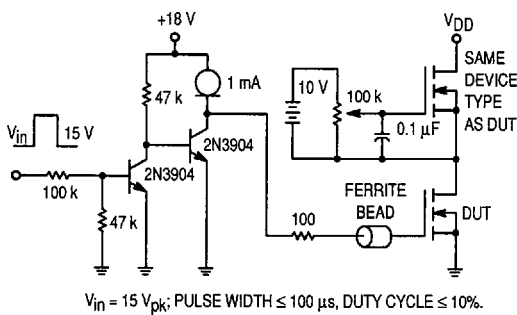 +18 V
V_DD
47 k
1 mA
10 V
100 k
SAME
DEVICE
TYPE
AS DUT
0.1 µF
V_in
15 V
2N3904
2N3904
100 k
47 k
100
FERRITE
BEAD
DUT
V_in = 15 V_pk; PULSE WIDTH ≤ 100 µs, DUTY CYCLE ≤ 10%.